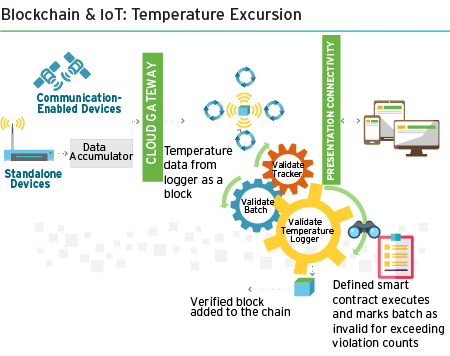 Blockchain & IoT: Temperature Excursion
Communication-
Enabled Devices
Standalone
Devices
Data
Accumulator
CLOUD GATEWAY
Temperature
data from
logger as a
block
PRESENTATION CONNECTIVITY
Validate
Tracker
Validate
Batch
Validate
Temperature
Logger
Verified block
added to the chain
Defined smart
contract executes
and marks batch as
invalid for exceeding
violation counts